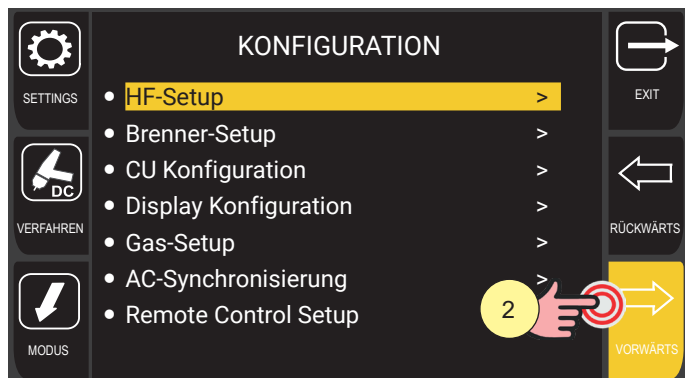 KONFIGURATION
SETTINGS
DC
VERFAHREN
MODUS
HF-Setup >
Brenner-Setup >
CU Konfiguration >
Display Konfiguration >
Gas-Setup >
AC-Synchronisierung >
Remote Control Setup
2
EXIT
RÜCKWÄRTS
VORWÄRTS